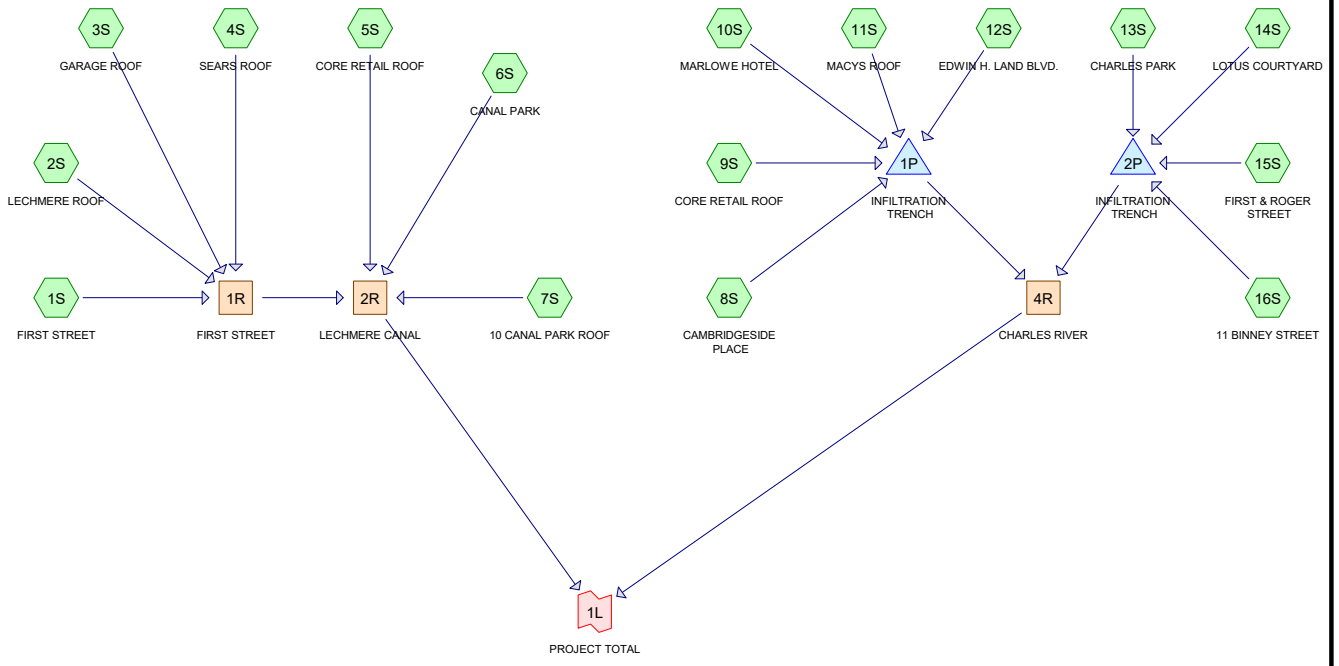 3S
GARAGE ROOF
4S
SEARS ROOF
5S
CORE RETAIL ROOF
6S
CANAL PARK
10S
MARLOWE HOTEL
11S
MACYS ROOF
12S
EDWIN H. LAND BLVD.
13S
CHARLES PARK
14S
LOTUS COURTYARD
2S
LECHMERE ROOF
9S
CORE RETAIL ROOF
1P
INFILTRATION
TRENCH
2P
INFILTRATION
TRENCH
15S
FIRST & ROGER
STREET
1S
FIRST STREET
1R
FIRST STREET
2R
LECHMERE CANAL
7S
10 CANAL PARK ROOF
8S
CAMBRIDGESIDE
PLACE
4R
CHARLES RIVER
16S
11 BINNEY STREET
1L
PROJECT TOTAL